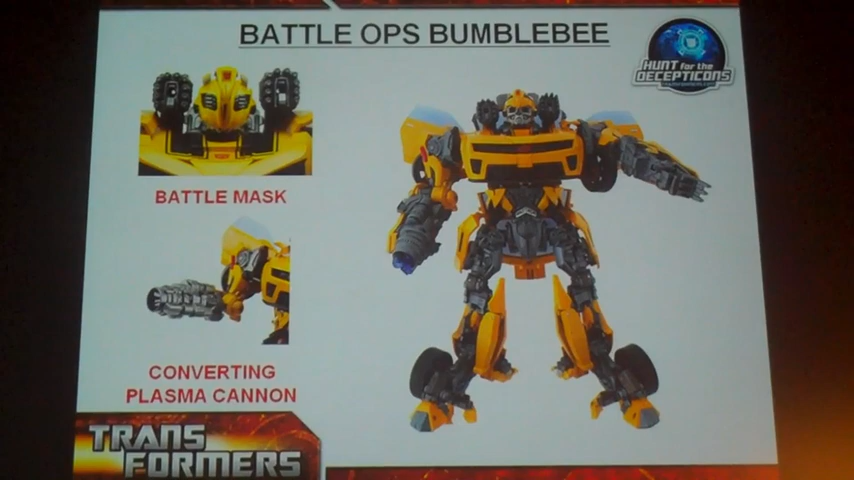 BATTLE OPS BUMBLEBEE
HUNT for the
DECEPTICONS
BATTLE MASK
CONVERTING
PLASMA CANNON
TRANS
FORMERS